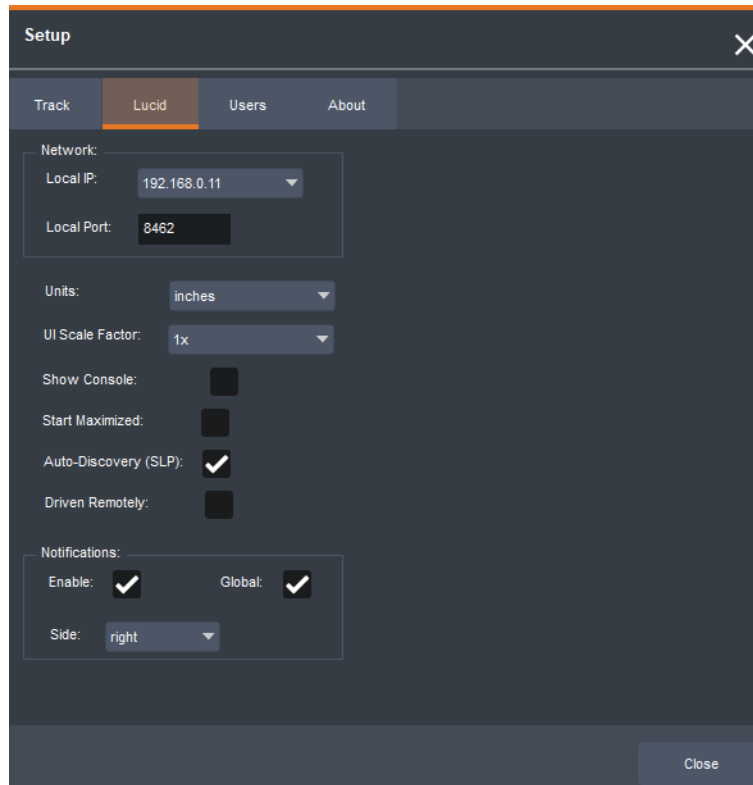 Setup
Track Lucid Users About
Network:
Local IP: 192.168.0.11
Local Port: 8462
Units: inches
UI Scale Factor: 1x
Show Console:
Start Maximized:
Auto-Discovery (SLP):
Driven Remotely:
Notifications:
Enable: Global:
Side: right
Close